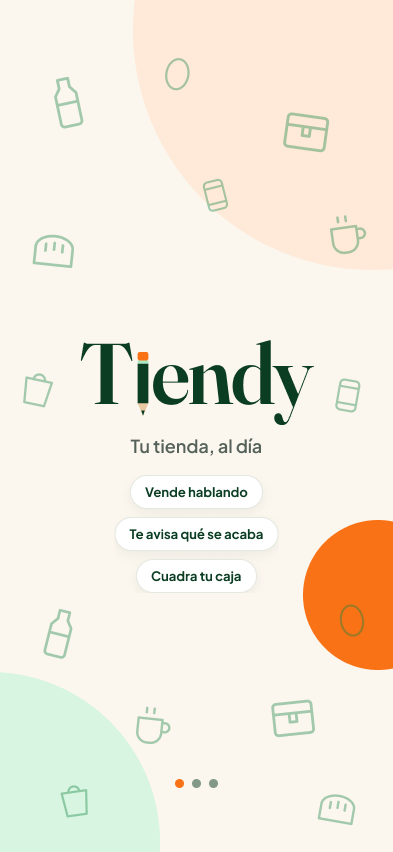 Tiendy
Tu tienda, al día
Vende hablando
Te avisa qué se acaba
Cuadra tu caja